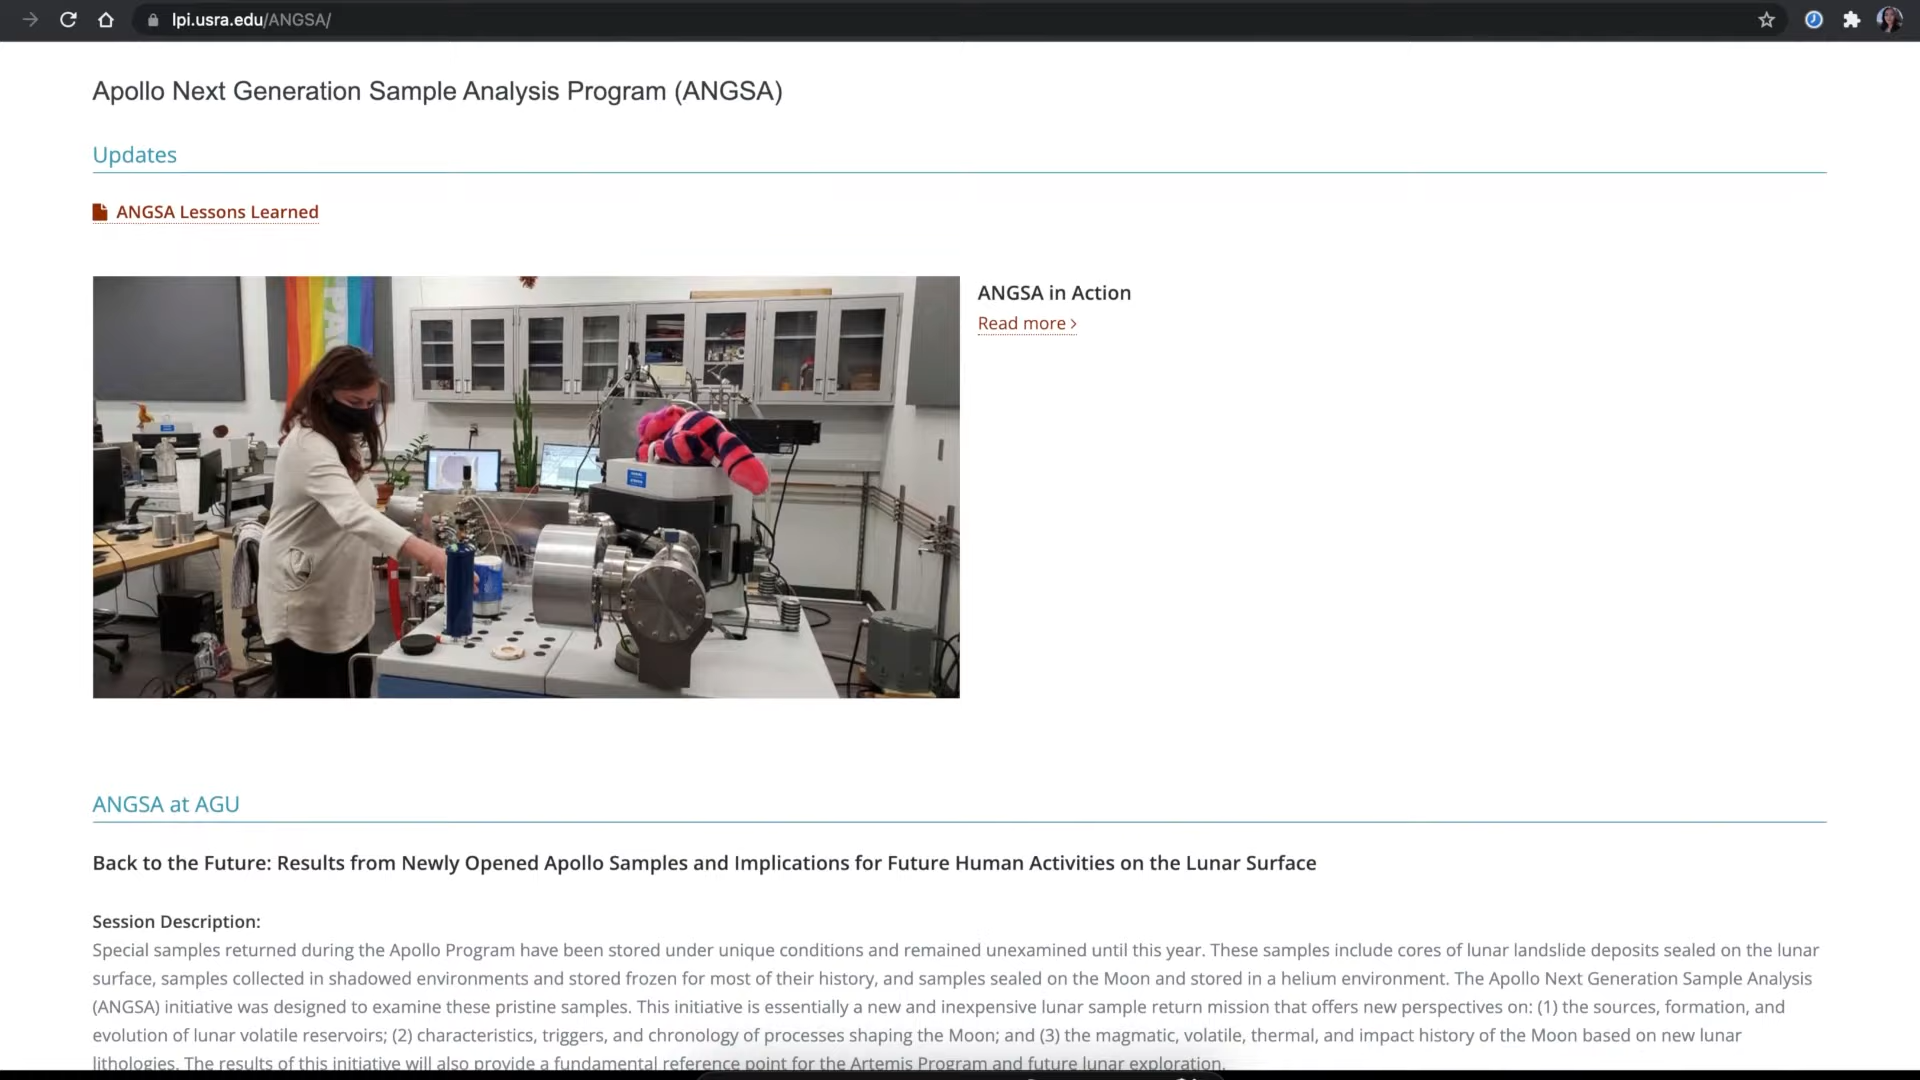 lpi.usra.edu/ANGSA/
Apollo Next Generation Sample Analysis Program (ANGSA)
Updates
ANGSA Lessons Learned
ANGSA in Action
Read more ›
ANGSA at AGU
Back to the Future: Results from Newly Opened Apollo Samples and Implications for Future Human Activities on the Lunar Surface
Session Description:
Special samples returned during the Apollo Program have been stored under unique conditions and remained unexamined until this year. These samples include cores of lunar landslide deposits sealed on the lunar
surface, samples collected in shadowed environments and stored frozen for most of their history, and samples sealed on the Moon and stored in a helium environment. The Apollo Next Generation Sample Analysis
(ANGSA) initiative was designed to examine these pristine samples. This initiative is essentially a new and inexpensive lunar sample return mission that offers new perspectives on: (1) the sources, formation, and
evolution of lunar volatile reservoirs; (2) characteristics, triggers, and chronology of processes shaping the Moon; and (3) the magmatic, volatile, thermal, and impact history of the Moon based on new lunar
lithologies. The results of this initiative will also provide a fundamental reference point for the Artemis Program and future lunar exploration.